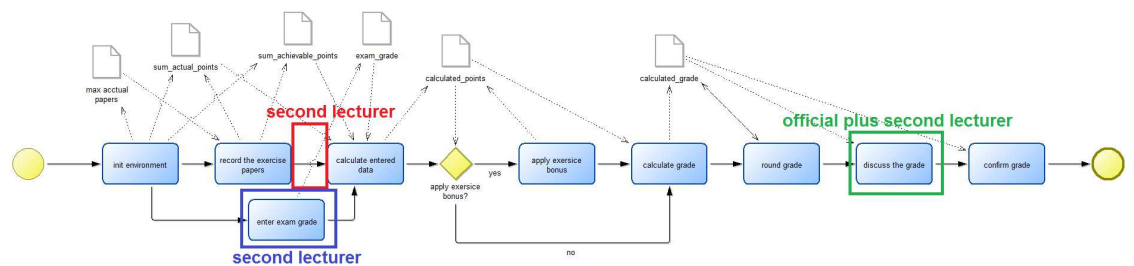 sum_actual_points
sum_achievable_points
exam_grade
max acctual
papers
calculated_points
calculated_grade
second lecturer
official plus second lecturer
init environment
record the exercise
papers
calculate entered
data
apply exersice
bonus?
yes
apply exersice
bonus
calculate grade
round grade
discuss the grade
confirm grade
enter exam grade
no
second lecturer